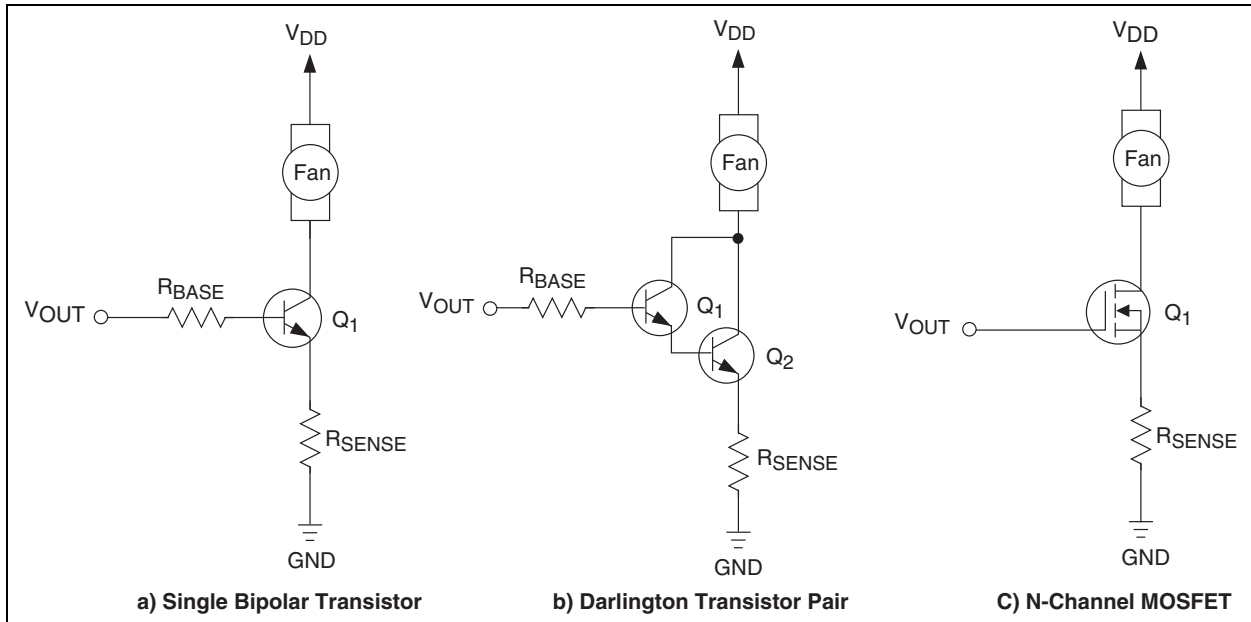 VDD
Fan
VOUT
RBASE
Q1
RSENSE
GND
a) Single Bipolar Transistor
VDD
Fan
VOUT
RBASE
Q1
Q2
RSENSE
GND
b) Darlington Transistor Pair
VDD
Fan
VOUT
Q1
RSENSE
GND
C) N-Channel MOSFET